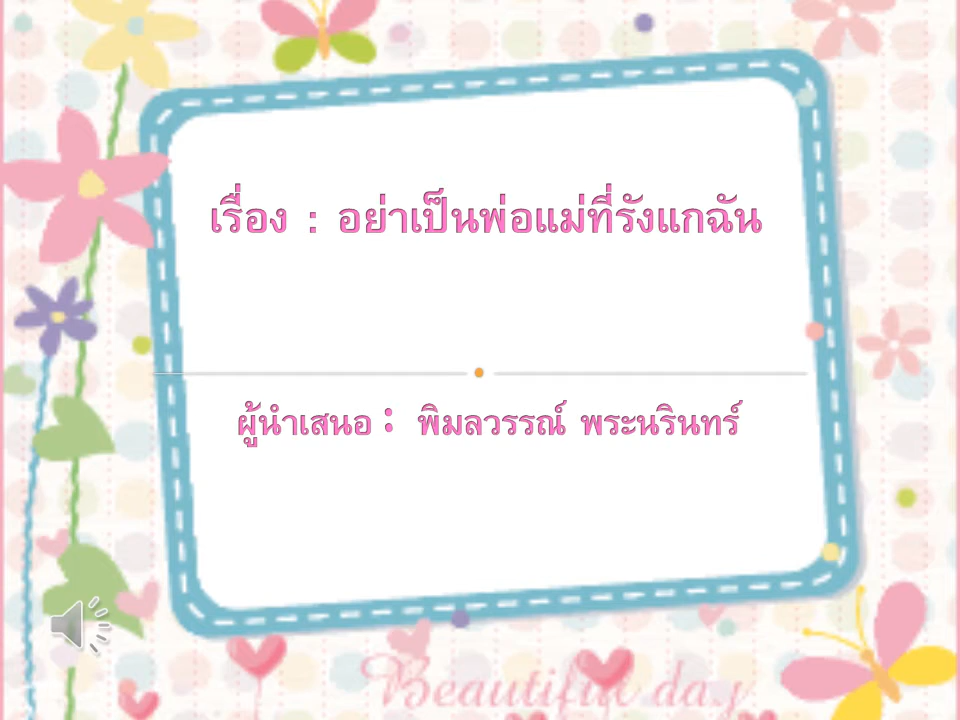 เรื่อง : อย่าเป็นพ่อแม่ที่รังแกฉัน
ผู้นำเสนอ : พิมลวรรณ์ พระนรินทร์
Beautiful day